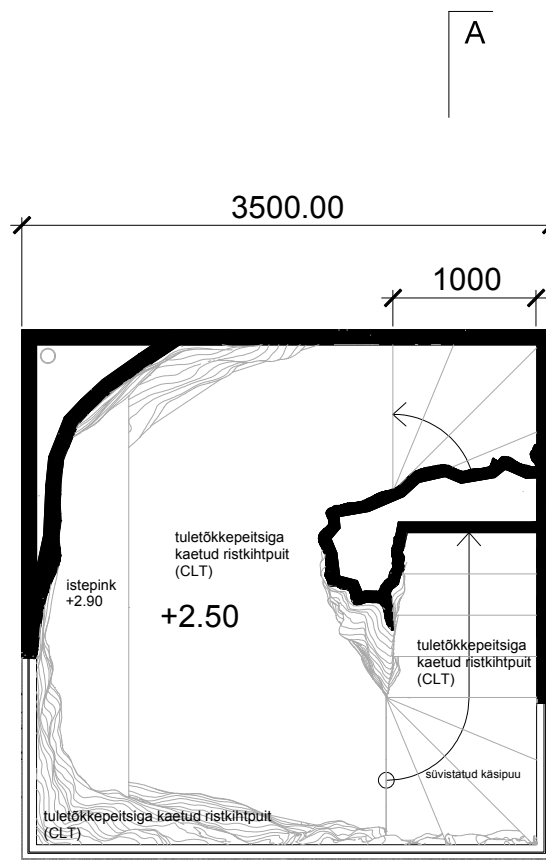 A
3500.00
1000
tuletõkkepeitsiga
kaetud ristkihtpuit
(CLT)
istepink
+2.90
+2.50
tuletõkkepeitsiga
kaetud ristkihtpuit
(CLT)
süvistatud käsipuu
tuletõkkepeitsiga kaetud ristkihtpuit
(CLT)